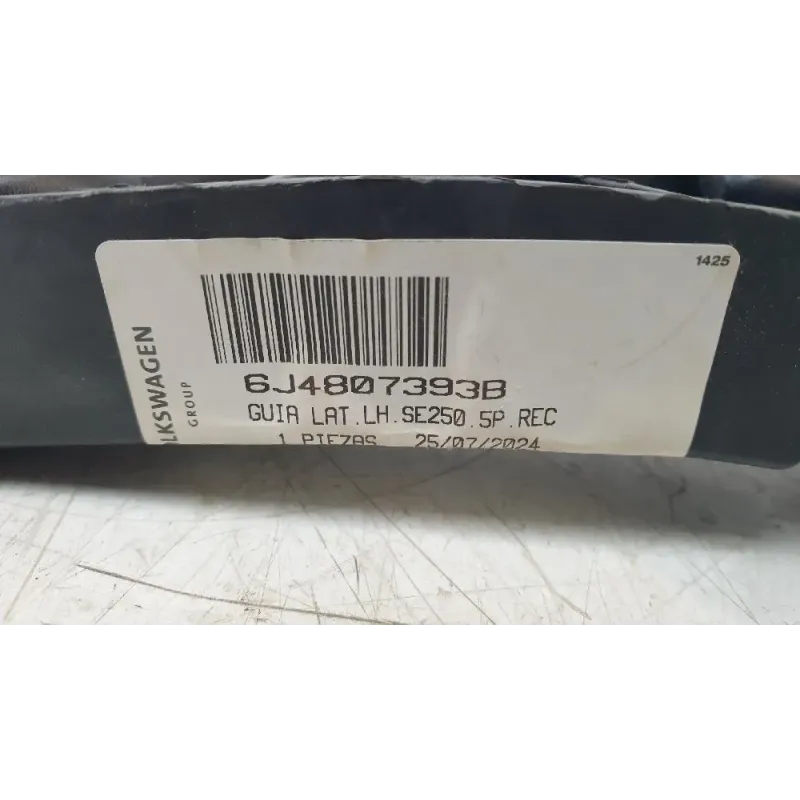 1425
LKSWAGEN
GROUP
6J4807393B
GUIA LAT.LH.SE250.5P.REC
1 PIEZAS 25/07/2024